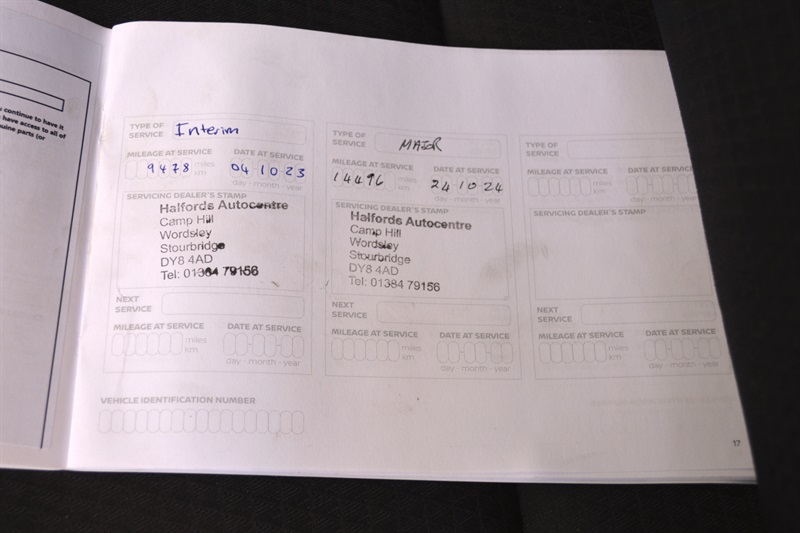 continue to have it
have access to all of
uine parts (or
TYPE OF SERVICE Interim
MILEAGE AT SERVICE DATE AT SERVICE
9478 miles km 04 10 23
day - month - year
SERVICING DEALER'S STAMP
Halfords Autocentre
Camp Hill
Wordsley
Stourbridge
DY8 4AD
Tel: 01384 79156
NEXT SERVICE
MILEAGE AT SERVICE DATE AT SERVICE
miles km
day - month - year
VEHICLE IDENTIFICATION NUMBER
TYPE OF SERVICE MAJOR
MILEAGE AT SERVICE DATE AT SERVICE
14496 miles km 24 10 24
day - month - year
SERVICING DEALER'S STAMP
Halfords Autocentre
Camp Hill
Wordsley
Stourbridge
DY8 4AD
Tel: 01384 79156
NEXT SERVICE
MILEAGE AT SERVICE DATE AT SERVICE
miles km
day - month - year
TYPE OF SERVICE
MILEAGE AT SERVICE DATE AT SERVICE
miles km
day - month - year
SERVICING DEALER'S STAMP
NEXT SERVICE
MILEAGE AT SERVICE DATE AT SERVICE
miles km
day - month - year
17